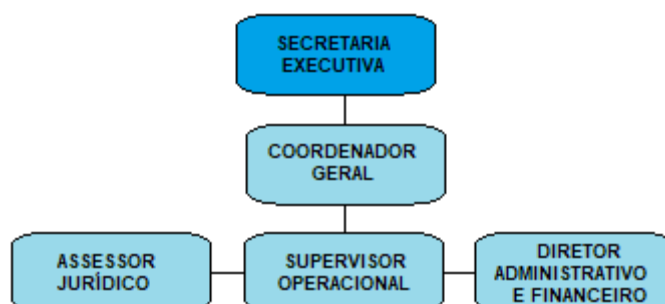 SECRETARIA
EXECUTIVA
COORDENADOR
GERAL
ASSESSOR
JURÍDICO
SUPERVISOR
OPERACIONAL
DIRETOR
ADMINISTRATIVO
E FINANCEIRO